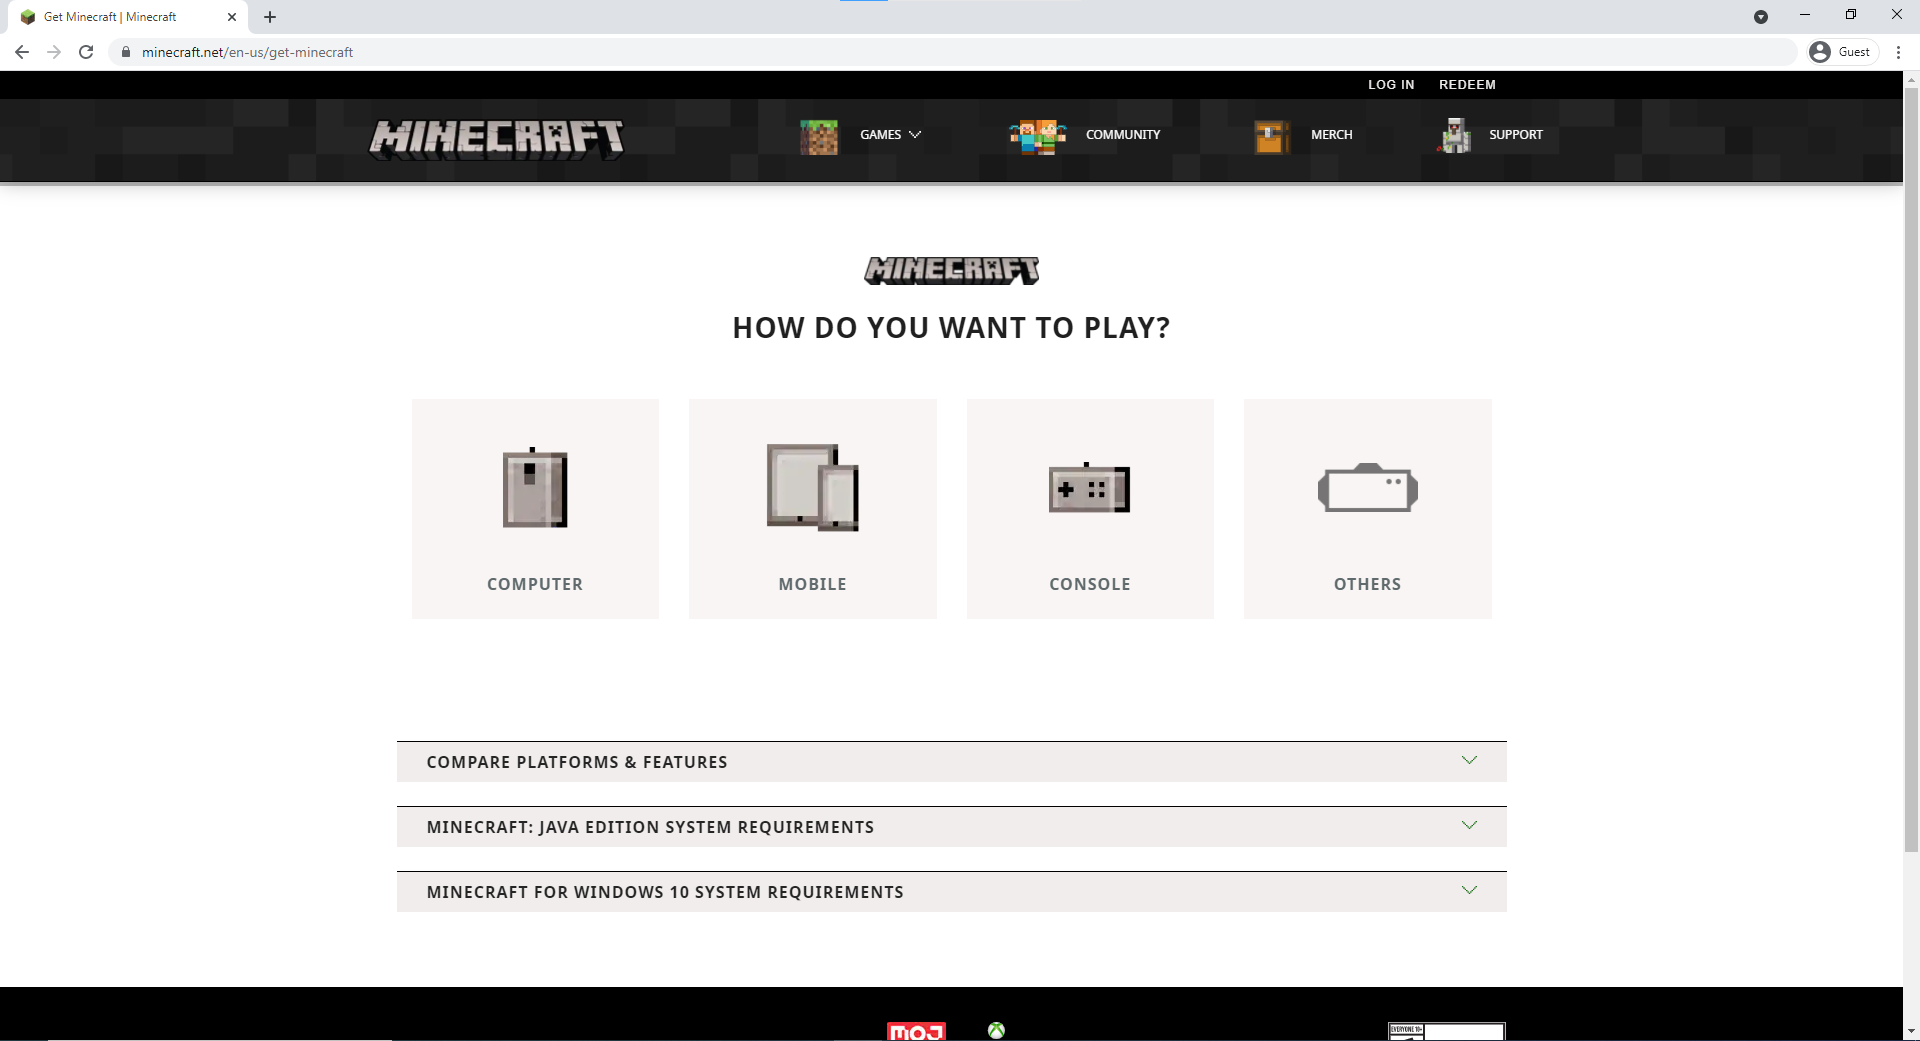 Get Minecraft | Minecraft
minecraft.net/en-us/get-minecraft
Guest
LOG IN
REDEEM
MINECRAFT
GAMES
COMMUNITY
MERCH
SUPPORT
MINECRAFT
HOW DO YOU WANT TO PLAY?
COMPUTER
MOBILE
CONSOLE
OTHERS
COMPARE PLATFORMS & FEATURES
MINECRAFT: JAVA EDITION SYSTEM REQUIREMENTS
MINECRAFT FOR WINDOWS 10 SYSTEM REQUIREMENTS
MOJ
EVERYONE 10+